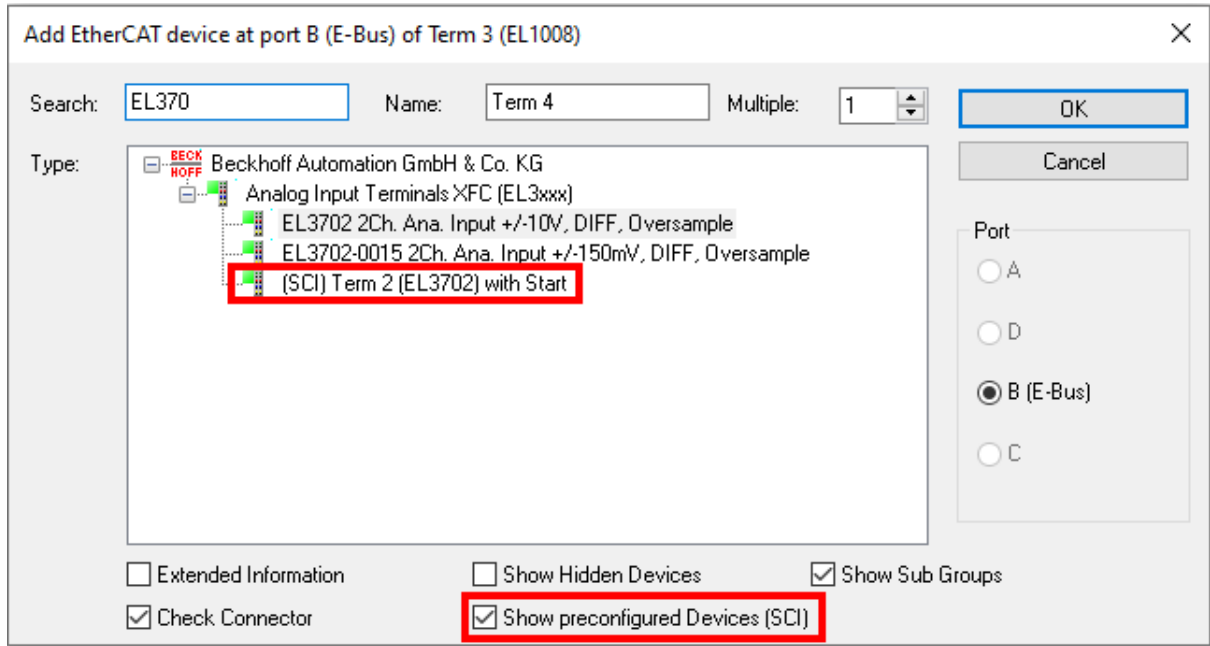 Add EtherCAT device at port B (E-Bus) of Term 3 (EL1008)
Search: EL370 Name: Term 4 Multiple: 1 OK
Type: BECK HOFF Beckhoff Automation GmbH & Co. KG Cancel
Analog Input Terminals XFC (EL3xxx)
EL3702 2Ch. Ana. Input +/-10V, DIFF, Oversample
EL3702-0015 2Ch. Ana. Input +/-150mV, DIFF, Oversample
(SCI) Term 2 (EL3702) with Start
Port
A
D
B (E-Bus)
C
Extended Information Show Hidden Devices Show Sub Groups
Check Connector Show preconfigured Devices (SCI)